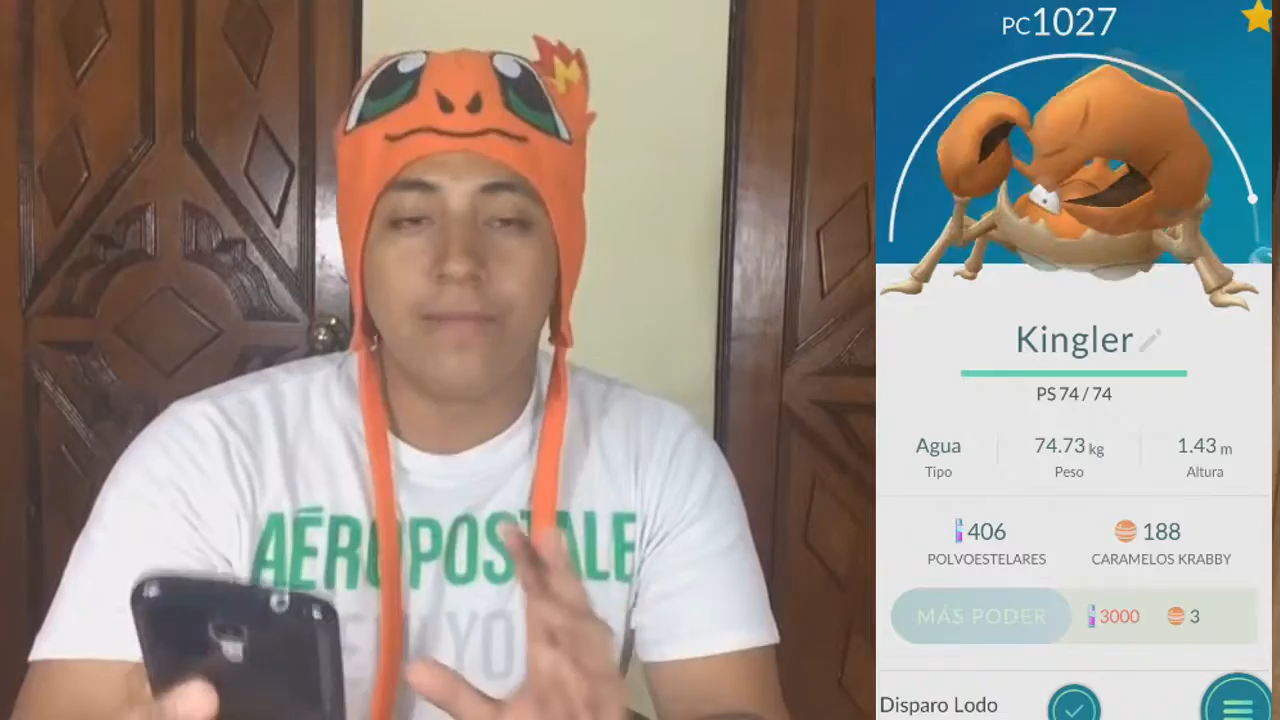 AÉROPOSTALE
PC1027
Kingler
PS 74 / 74
Agua
Tipo
74.73 kg
Peso
1.43 m
Altura
406
POLVOESTELARES
188
CARAMELOS KRABBY
MÁS PODER
3000
3
Disparo Lodo